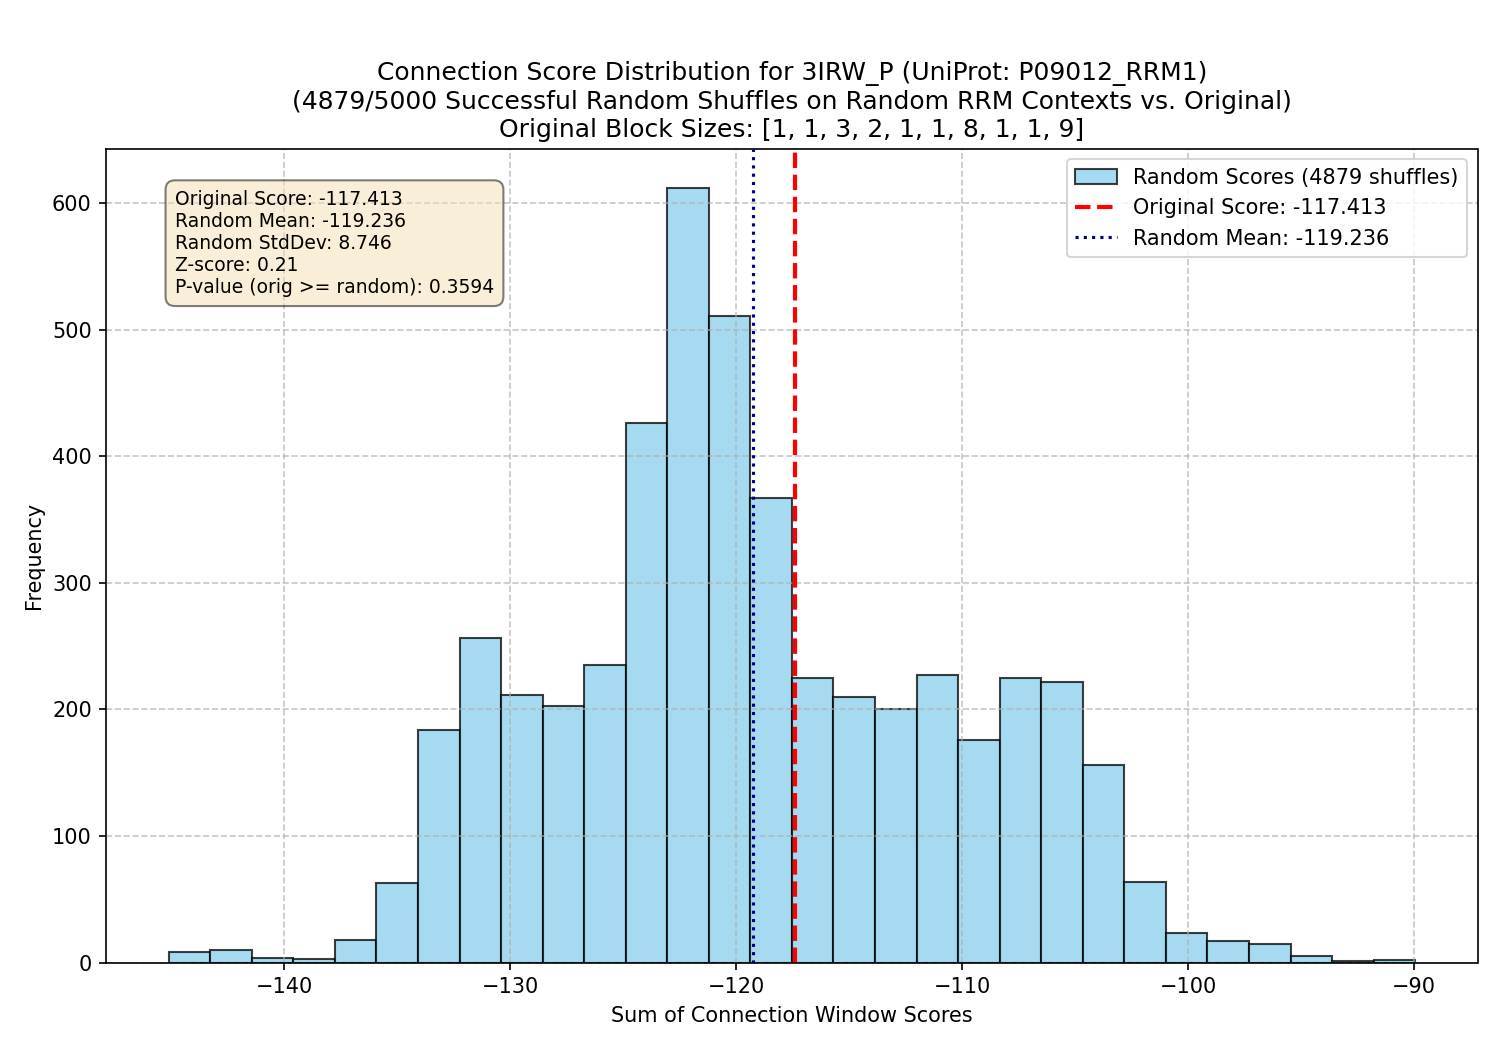 Connection Score Distribution for 3IRW_P (UniProt: P09012_RRM1)
(4879/5000 Successful Random Shuffles on Random RRM Contexts vs. Original)
Original Block Sizes: [1, 1, 3, 2, 1, 1, 8, 1, 1, 9]
Original Score: -117.413
Random Mean: -119.236
Random StdDev: 8.746
Z-score: 0.21
P-value (orig >= random): 0.3594
Random Scores (4879 shuffles)
Original Score: -117.413
Random Mean: -119.236
Frequency
600
500
400
300
200
100
0
−140
−130
−120
−110
−100
−90
Sum of Connection Window Scores